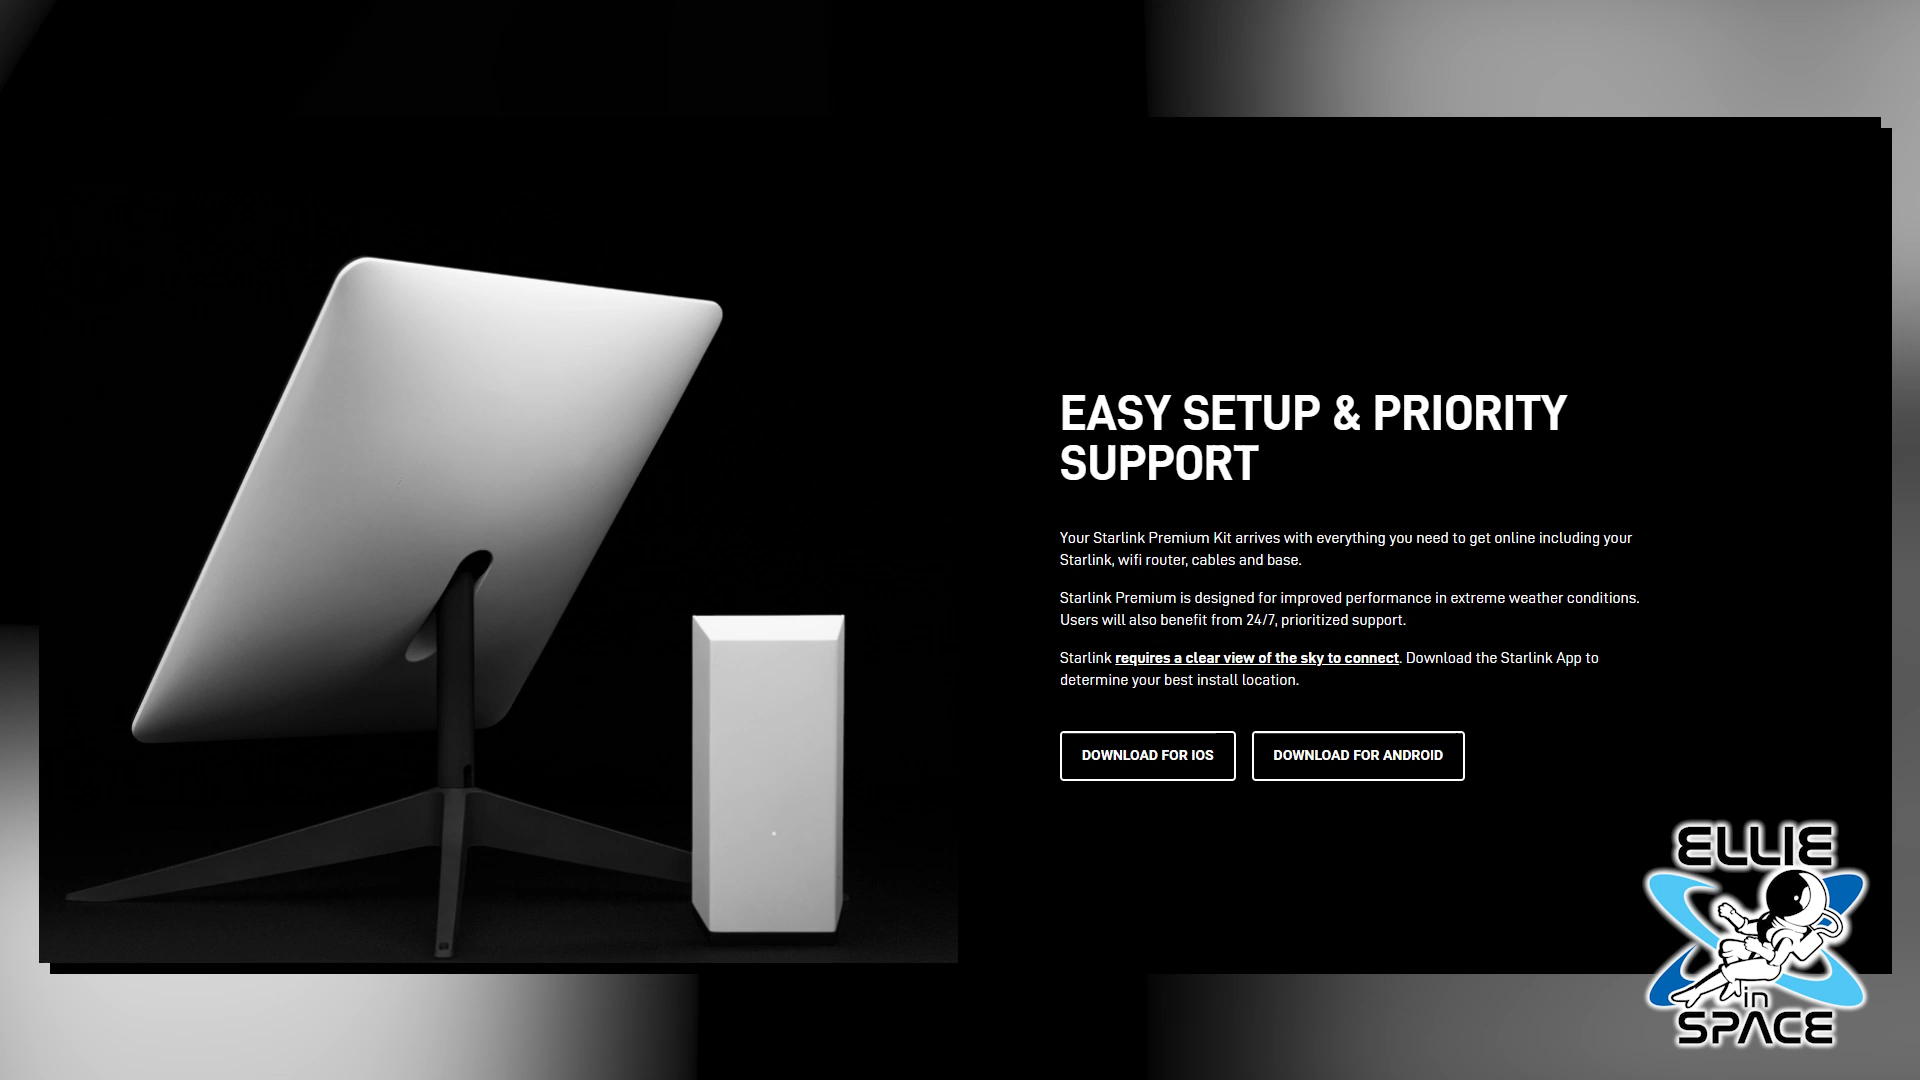 EASY SETUP & PRIORITY
SUPPORT
Your Starlink Premium Kit arrives with everything you need to get online including your
Starlink, wifi router, cables and base.
Starlink Premium is designed for improved performance in extreme weather conditions.
Users will also benefit from 24/7, prioritized support.
Starlink requires a clear view of the sky to connect. Download the Starlink App to
determine your best install location.
DOWNLOAD FOR IOS
DOWNLOAD FOR ANDROID
ELLIE
in
SPACE